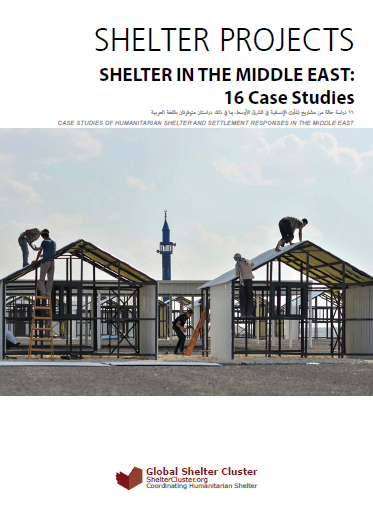 SHELTER PROJECTS
SHELTER IN THE MIDDLE EAST:
16 Case Studies
١٦ دراسة حالة من مشاريع المأوى الإنسانية في الشرق الأوسط، بما في ذلك دراستان متوفرتان باللغة العربية
CASE STUDIES OF HUMANITARIAN SHELTER AND SETTLEMENT RESPONSES IN THE MIDDLE EAST
Global Shelter Cluster
ShelterCluster.org
Coordinating Humanitarian Shelter